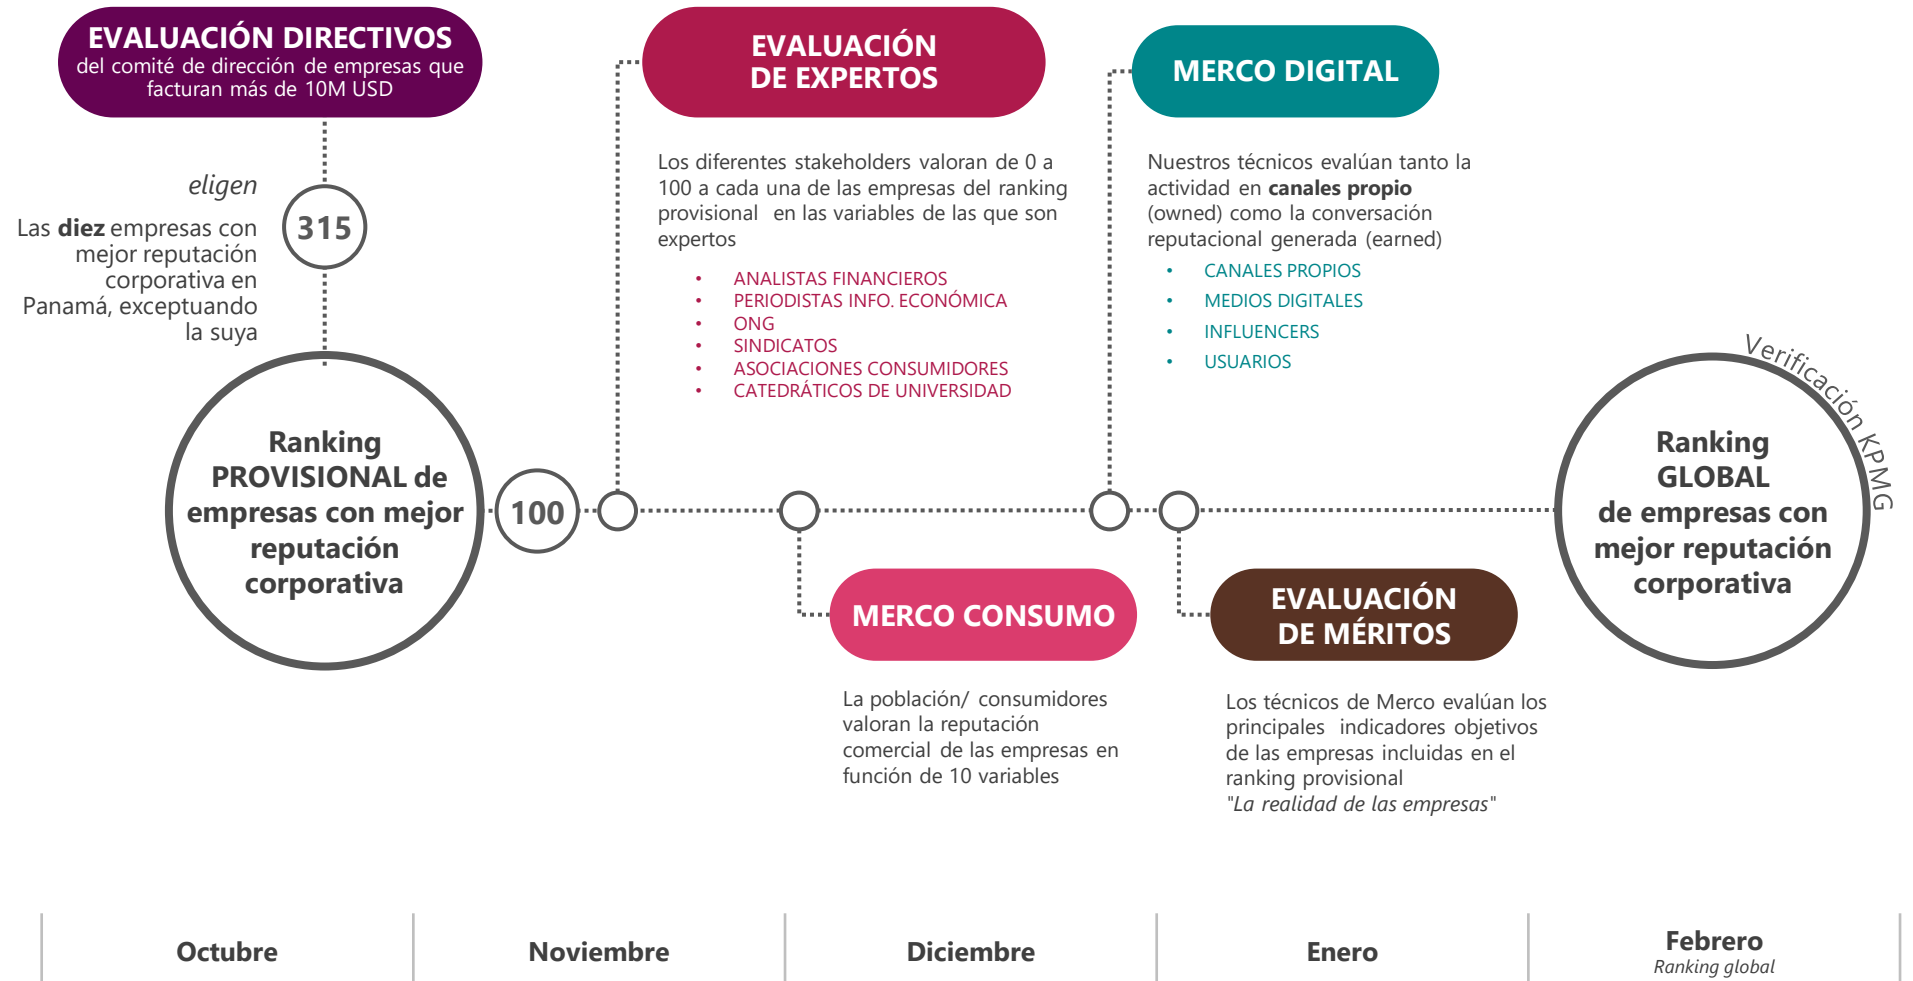 EVALUACIÓN DIRECTIVOS
del comité de dirección de empresas que
facturan más de 10M USD
eligen
315
Las diez empresas con
mejor reputación
corporativa en
Panamá, exceptuando
la suya
Ranking
PROVISIONAL de
empresas con mejor
reputación
corporativa
100
EVALUACIÓN
DE EXPERTOS
Los diferentes stakeholders valoran de 0 a
100 a cada una de las empresas del ranking
provisional en las variables de las que son
expertos
• ANALISTAS FINANCIEROS
• PERIODISTAS INFO. ECONÓMICA
• ONG
• SINDICATOS
• ASOCIACIONES CONSUMIDORES
• CATEDRÁTICOS DE UNIVERSIDAD
MERCO CONSUMO
La población/ consumidores
valoran la reputación
comercial de las empresas en
función de 10 variables
MERCO DIGITAL
Nuestros técnicos evalúan tanto la
actividad en canales propio
(owned) como la conversación
reputacional generada (earned)
• CANALES PROPIOS
• MEDIOS DIGITALES
• INFLUENCERS
• USUARIOS
EVALUACIÓN
DE MÉRITOS
Los técnicos de Merco evalúan los
principales indicadores objetivos
de las empresas incluidas en el
ranking provisional
"La realidad de las empresas"
Verificación KPMG
Ranking
GLOBAL
de empresas con
mejor reputación
corporativa
Octubre
Noviembre
Diciembre
Enero
Febrero
Ranking global